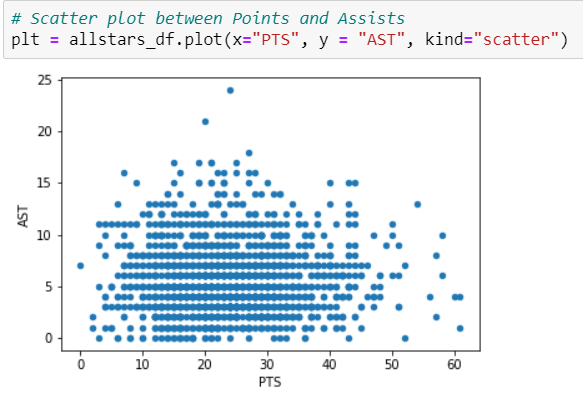 # Scatter plot between Points and Assists
plt = allstars_df.plot(x="PTS", y = "AST", kind="scatter")
25
20
15
10
5
0
AST
0 10 20 30 40 50 60
PTS